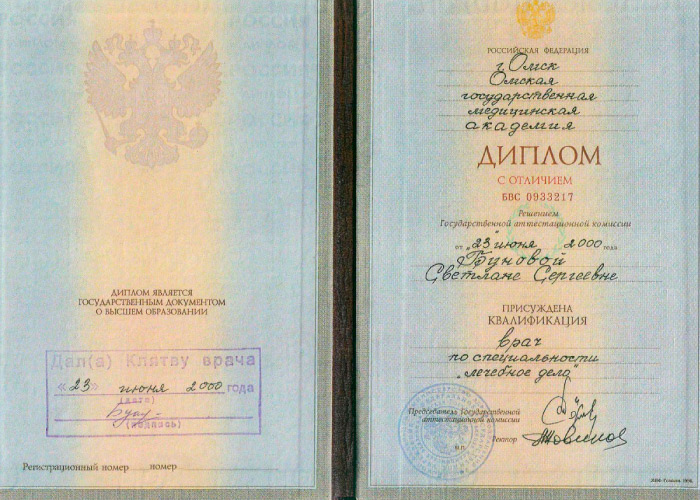 ДИПЛОМ ЯВЛЯЕТСЯ
ГОСУДАРСТВЕННЫМ ДОКУМЕНТОМ
О ВЫСШЕМ ОБРАЗОВАНИИ
Дал(а) Клятву врача
«23» июня 2000 года
(дата)
(подпись)
Регистрационный номер номер
РОССИЙСКАЯ ФЕДЕРАЦИЯ
г. Омск
Омская
государственная
медицинская
академия
ДИПЛОМ
С ОТЛИЧИЕМ
БВС 0933217
Решением
Государственной аттестационной комиссии
от „23" июня 2000 года
Буновой
Светлане Сергеевне
ПРИСУЖДЕНА
КВАЛИФИКАЦИЯ
врач
по специальности
„лечебное дело"
Председатель Государственной
аттестационной комиссии
Ректор
М.П.